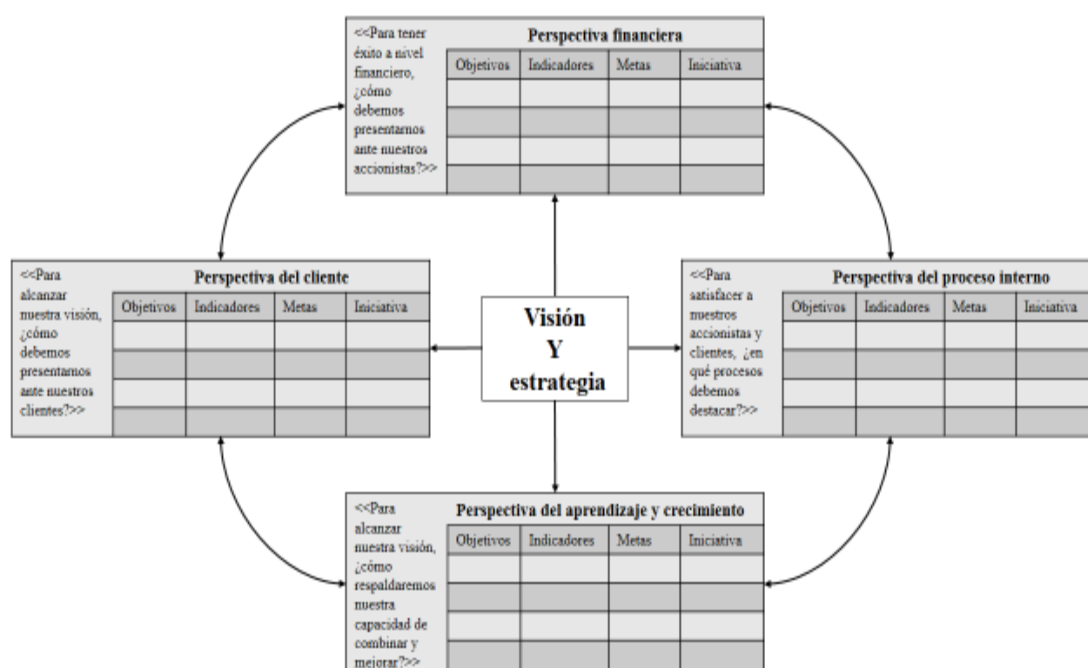 <<Para tener
éxito a nivel
financiero,
¿cómo
debemos
presentarnos
ante nuestros
accionistas?>>
Perspectiva financiera
Objetivos Indicadores Metas Iniciativa
<<Para
alcanzar
nuestra visión,
¿cómo
debemos
presentarnos
ante nuestros
clientes?>>
Perspectiva del cliente
Objetivos Indicadores Metas Iniciativa
Visión
Y
estrategia
<<Para
satisfacer a
nuestros
accionistas y
clientes, ¿en
qué procesos
debemos
destacar?>>
Perspectiva del proceso interno
Objetivos Indicadores Metas Iniciativa
<<Para
alcanzar
nuestra visión,
¿cómo
respaldaremos
nuestra
capacidad de
combinar y
mejorar?>>
Perspectiva del aprendizaje y crecimiento
Objetivos Indicadores Metas Iniciativa